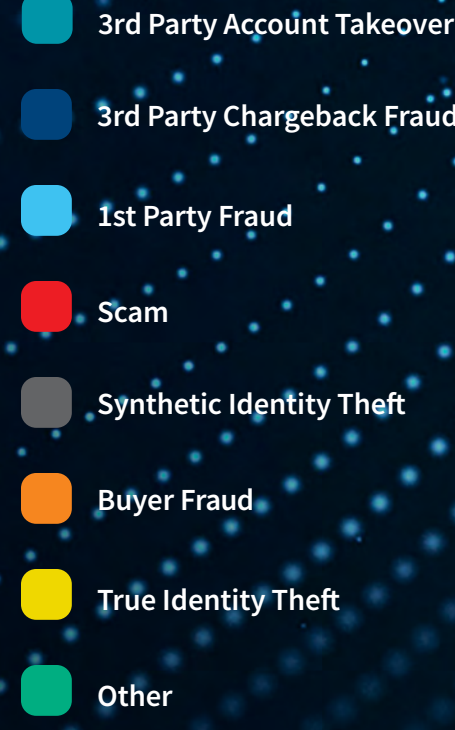 3rd Party Account Takeover
3rd Party Chargeback Fraud
1st Party Fraud
Scam
Synthetic Identity Theft
Buyer Fraud
True Identity Theft
Other